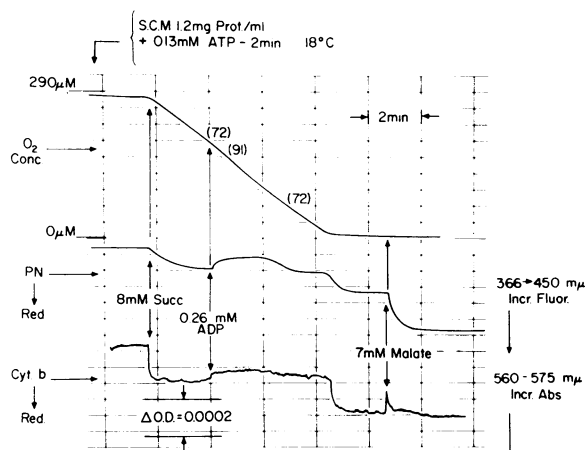 S.C.M 1.2mg Prot./ml
+ 013mM ATP - 2min 18°C
290μM
2min
(72)
(91)
O2
Conc
(72)
0μM
PN
366→450 mμ
Incr. Fluor.
Red
8mM Succ
0.26 mM
ADP
7mM Malate
Cyt b
560-575 mμ
Incr. Abs
Red.
Δ O.D.=0.0002